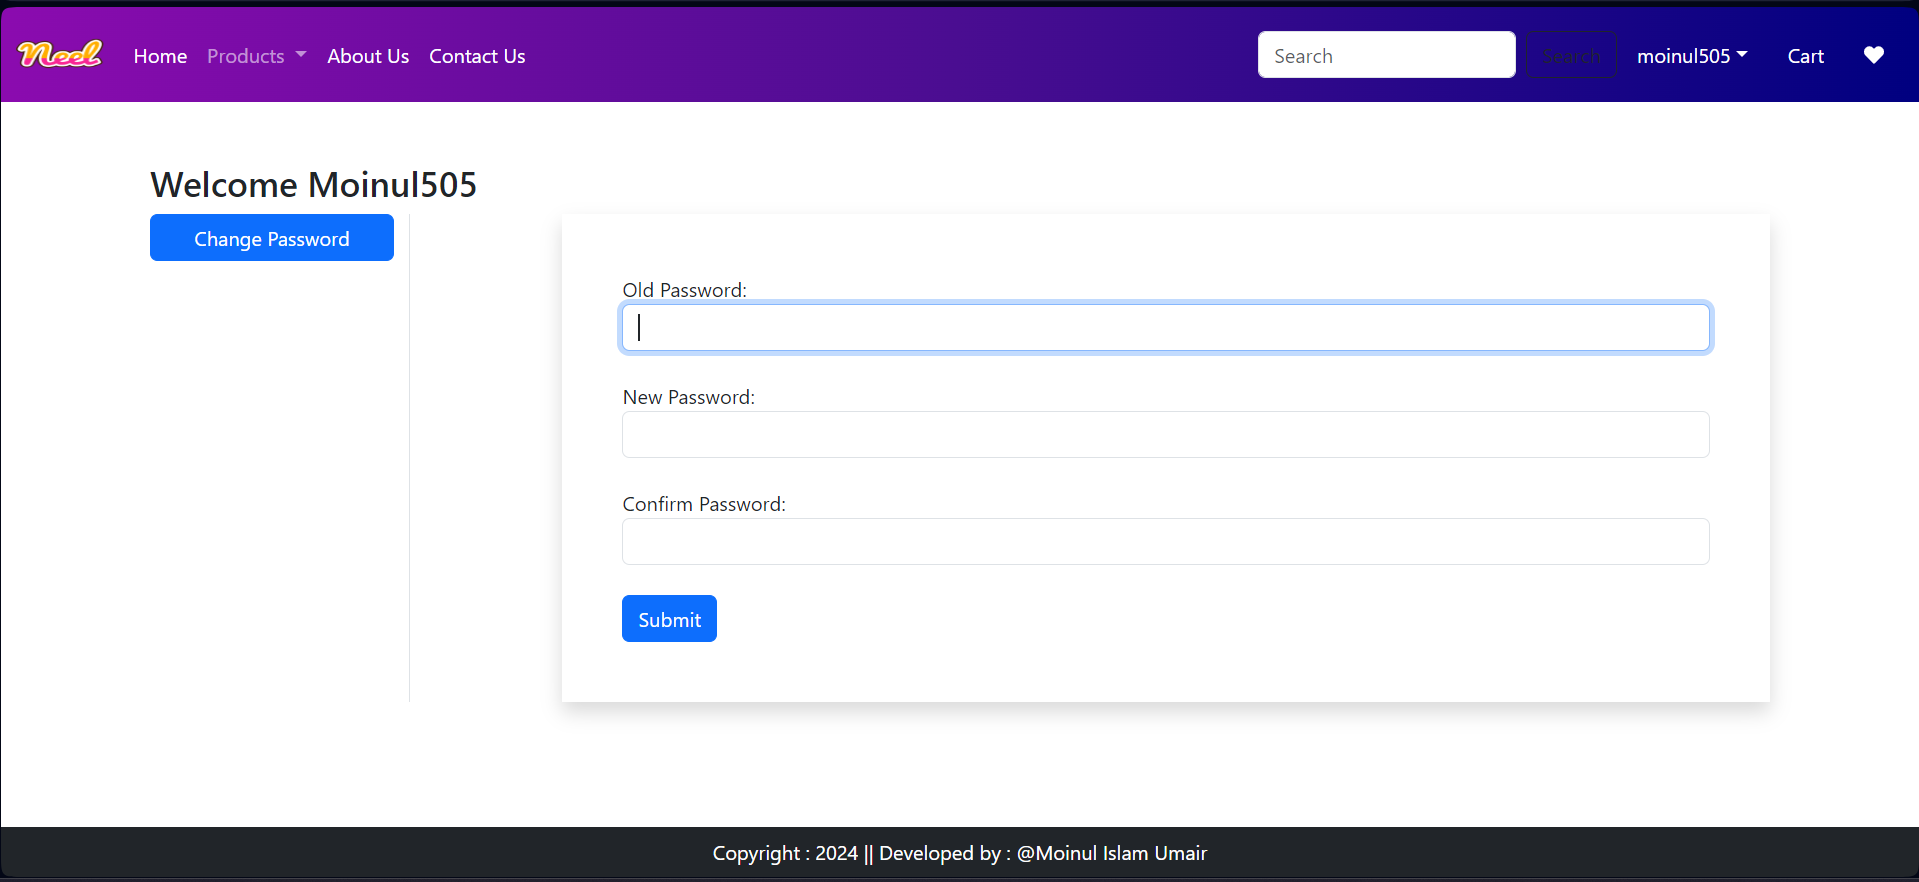 Neel Home Products About Us Contact Us Search Search moinul505 Cart
Welcome Moinul505
Change Password
Old Password:
New Password:
Confirm Password:
Submit
Copyright : 2024 || Developed by : @Moinul Islam Umair